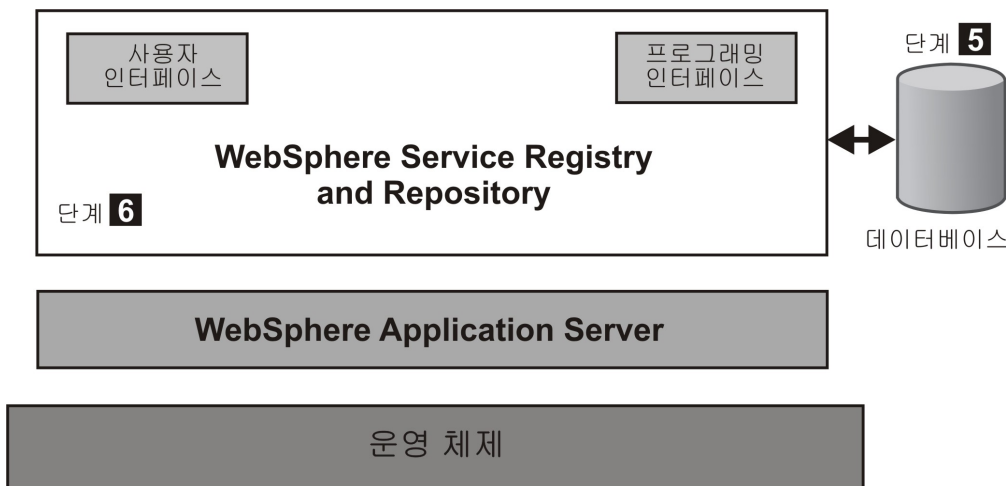 사용자
인터페이스
프로그래밍
인터페이스
단계 5
WebSphere Service Registry
and Repository
단계 6
데이터베이스
WebSphere Application Server
운영 체제